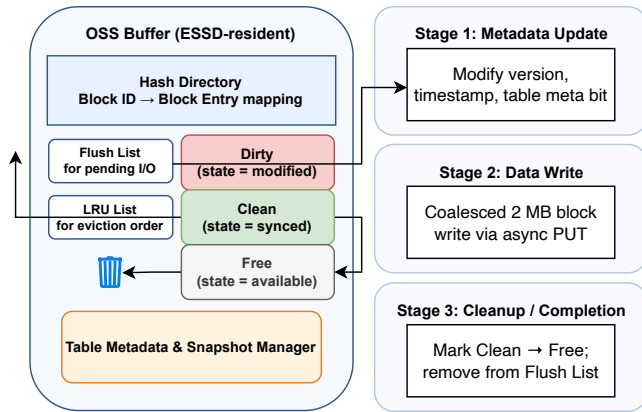 OSS Buffer (ESSD-resident)
Hash Directory
Block ID → Block Entry mapping
Flush List
for pending I/O
Dirty
(state = modified)
LRU List
for eviction order
Clean
(state = synced)
Free
(state = available)
Table Metadata & Snapshot Manager
Stage 1: Metadata Update
Modify version,
timestamp, table meta bit
Stage 2: Data Write
Coalesced 2 MB block
write via async PUT
Stage 3: Cleanup / Completion
Mark Clean → Free;
remove from Flush List